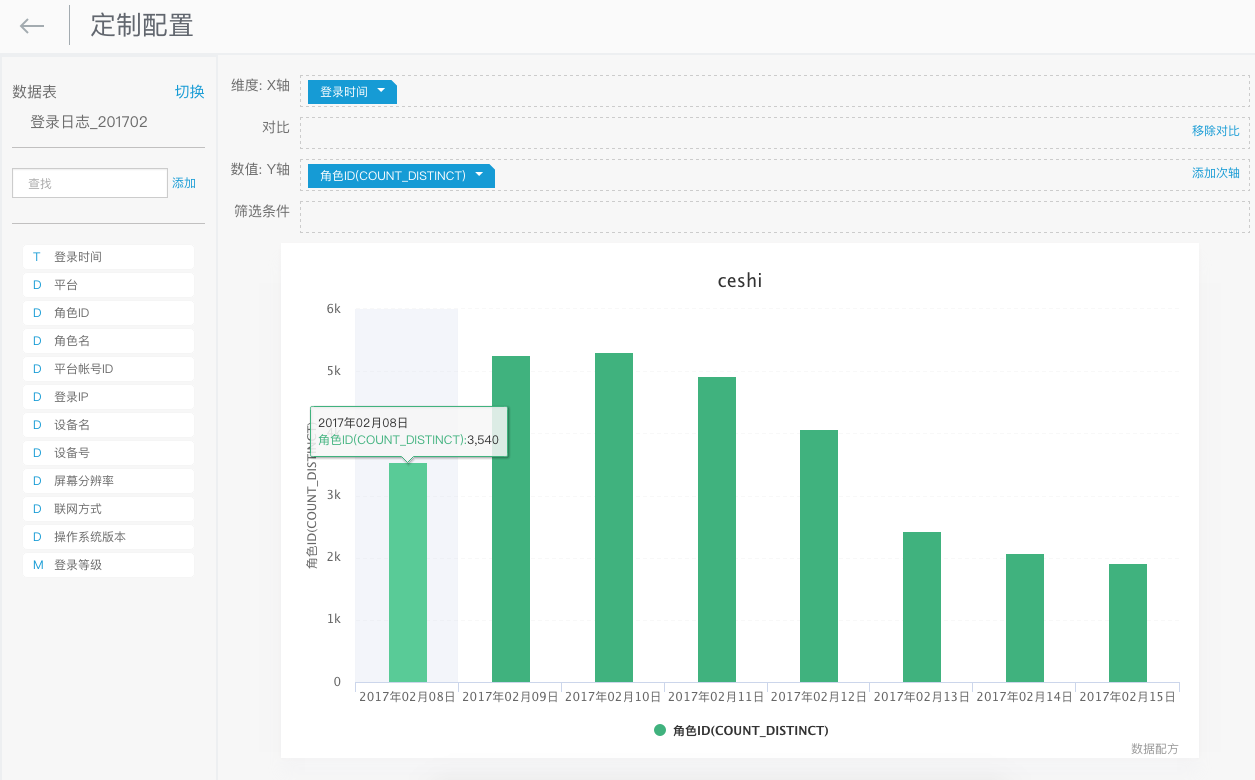 定制配置
数据表 切换
登录日志_201702
查找 添加
T 登录时间
D 平台
D 角色ID
D 角色名
D 平台帐号ID
D 登录IP
D 设备名
D 设备号
D 屏幕分辨率
D 联网方式
D 操作系统版本
M 登录等级
维度: X轴 登录时间
对比 移除对比
数值: Y轴 角色ID(COUNT_DISTINCT) 添加次轴
筛选条件
ceshi
6k
5k
3k
2k
1k
0
角色ID(COUNT_DISTINCT)
2017年02月08日
角色ID(COUNT_DISTINCT):3,540
2017年02月08日 2017年02月09日 2017年02月10日 2017年02月11日 2017年02月12日 2017年02月13日 2017年02月14日 2017年02月15日
角色ID(COUNT_DISTINCT)
数据配方